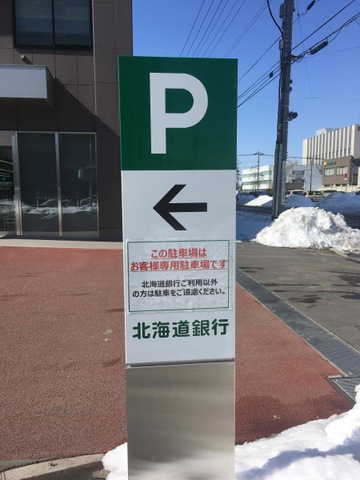 P
←
この駐車場は
お客様専用駐車場です
北海道銀行ご利用以外
の方は駐車をご遠慮ください。
北海道銀行